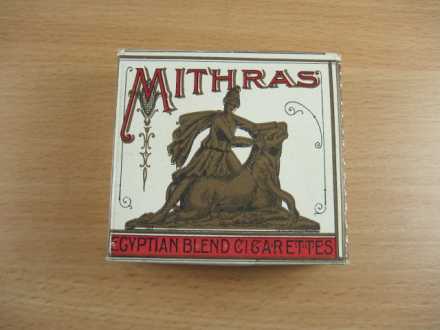 MITHRAS
EGYPTIAN BLEND CIGARETTES